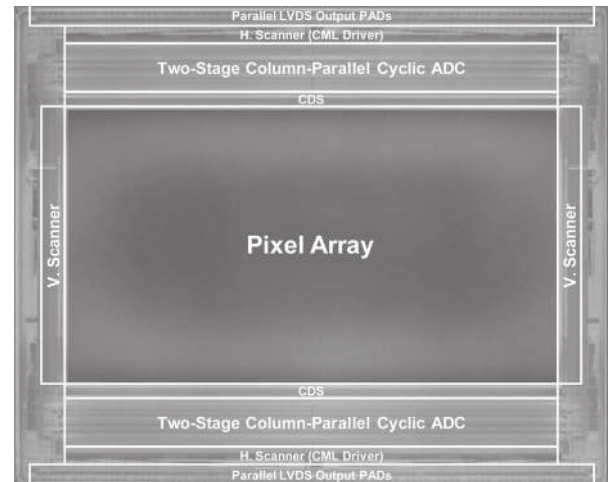 Parallel LVDS Output PADs
H. Scanner (CML Driver)
Two-Stage Column-Parallel Cyclic ADC
CDS
V. Scanner
Pixel Array
V. Scanner
CDS
Two-Stage Column-Parallel Cyclic ADC
H. Scanner (CML Driver)
Parallel LVDS Output PADs